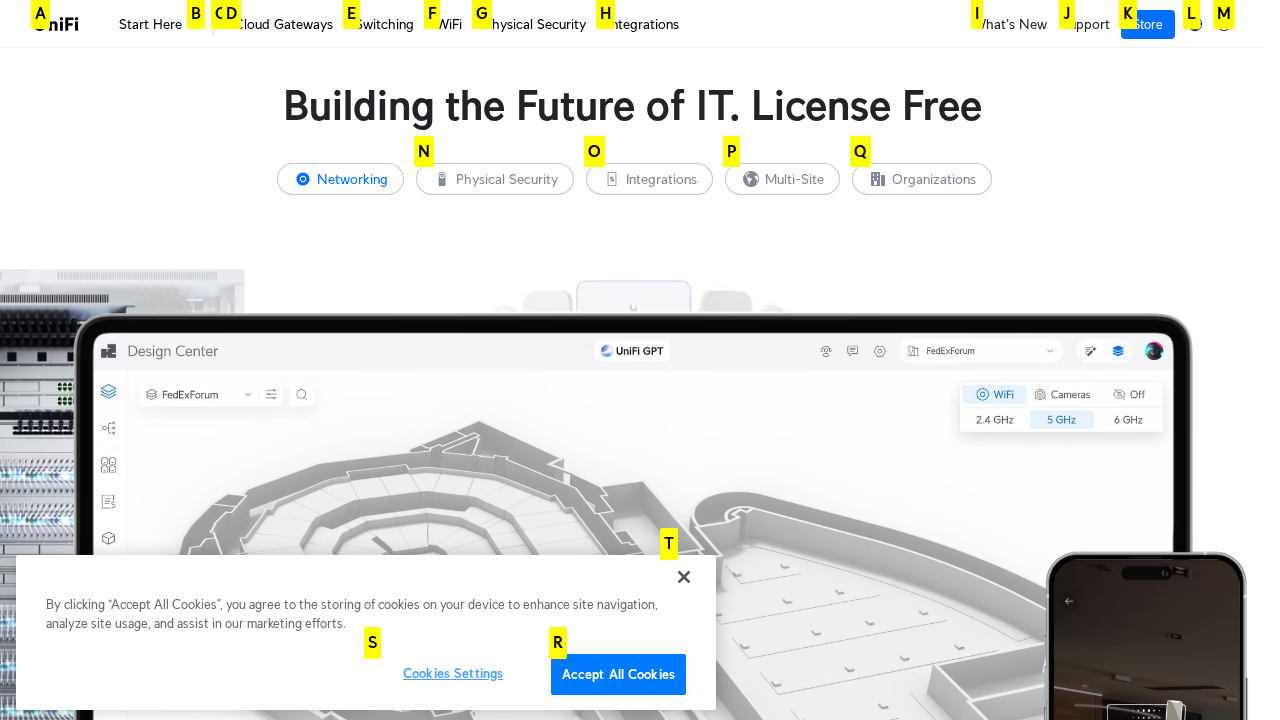 A
UniFi
Start Here
B
C
D
Cloud Gateways
E
Switching
F
WiFi
G
Physical Security
H
Integrations
I
What's New
J
Support
K
Store
L
M
Building the Future of IT. License Free
N
O
P
Q
Networking
Physical Security
Integrations
Multi-Site
Organizations
Design Center
UniFi GPT
FedExForum
FedExForum
WiFi
Cameras
Off
2.4 GHz
5 GHz
6 GHz
T
By clicking “Accept All Cookies”, you agree to the storing of cookies on your device to enhance site navigation,
analyze site usage, and assist in our marketing efforts.
S
R
Cookies Settings
Accept All Cookies